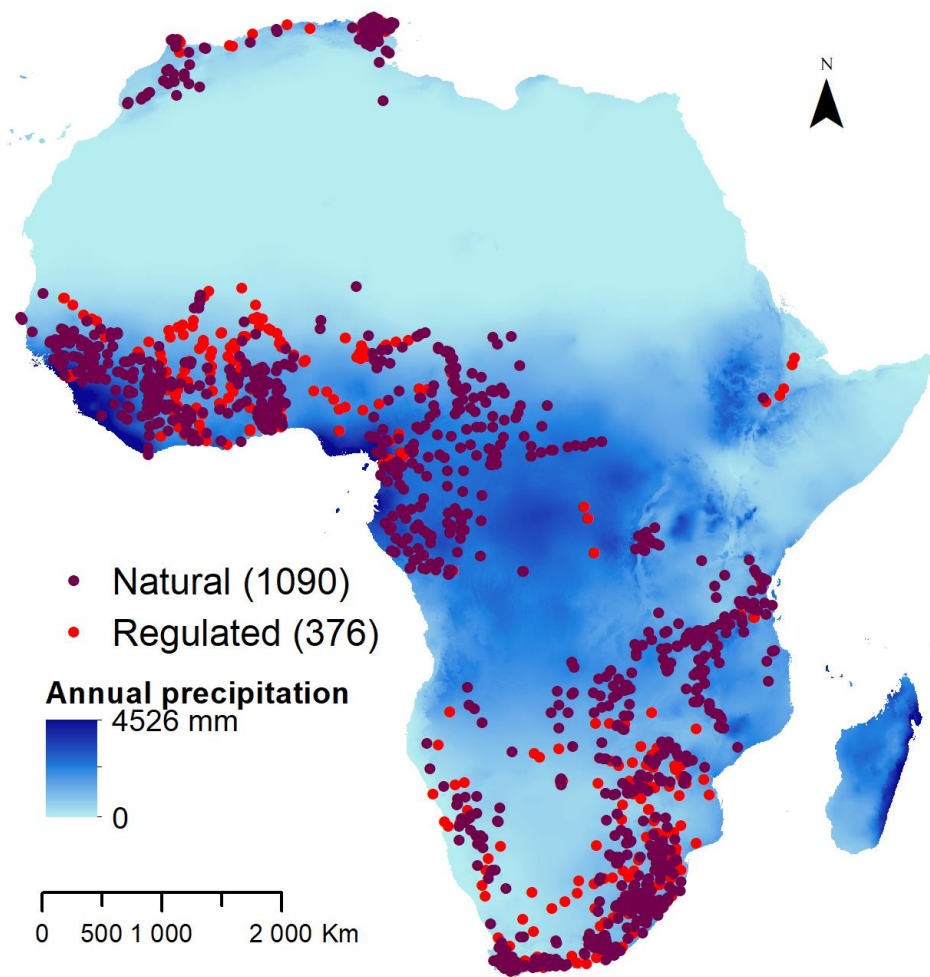 N
Natural (1090)
Regulated (376)
Annual precipitation
4526 mm
0
0 500 1 000 2 000 Km